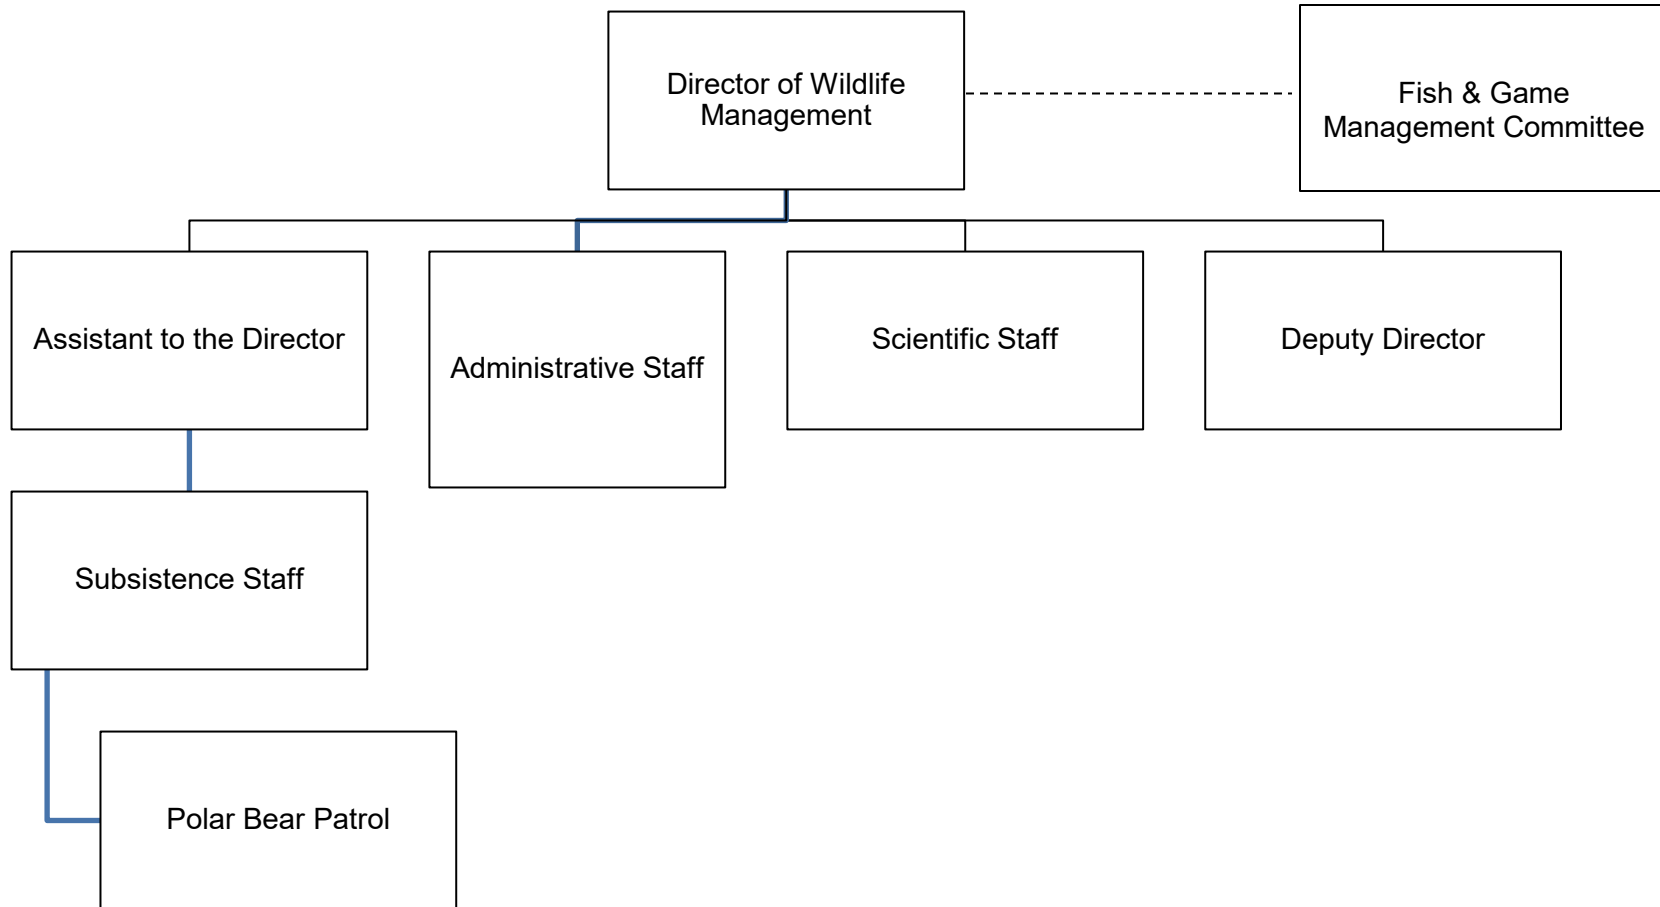 Director of Wildlife
Management
Fish & Game
Management Committee
Assistant to the Director
Administrative Staff
Scientific Staff
Deputy Director
Subsistence Staff
Polar Bear Patrol